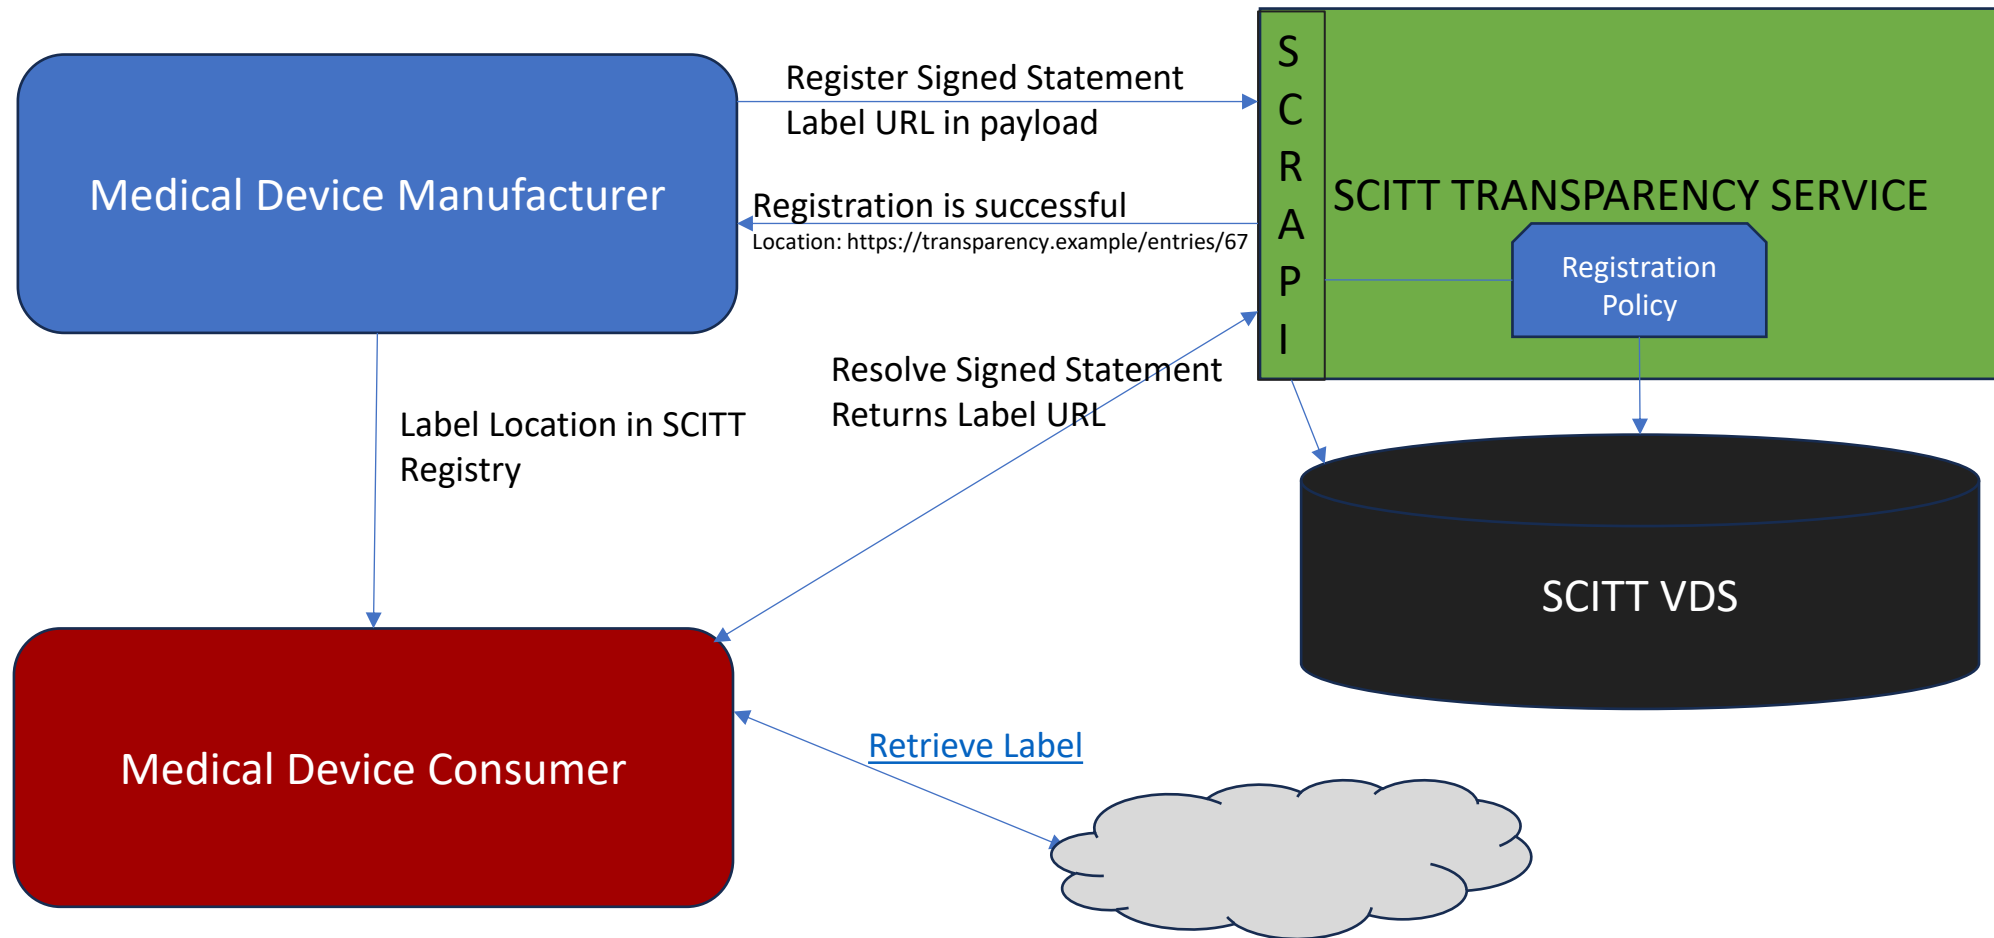 Register Signed Statement
Label URL in payload
Medical Device Manufacturer
Registration is successful
Location: https://transparency.example/entries/67
S
C
R
A
P
I
SCITT TRANSPARENCY SERVICE
Registration
Policy
Resolve Signed Statement
Returns Label URL
Label Location in SCITT
Registry
SCITT VDS
Medical Device Consumer
Retrieve Label